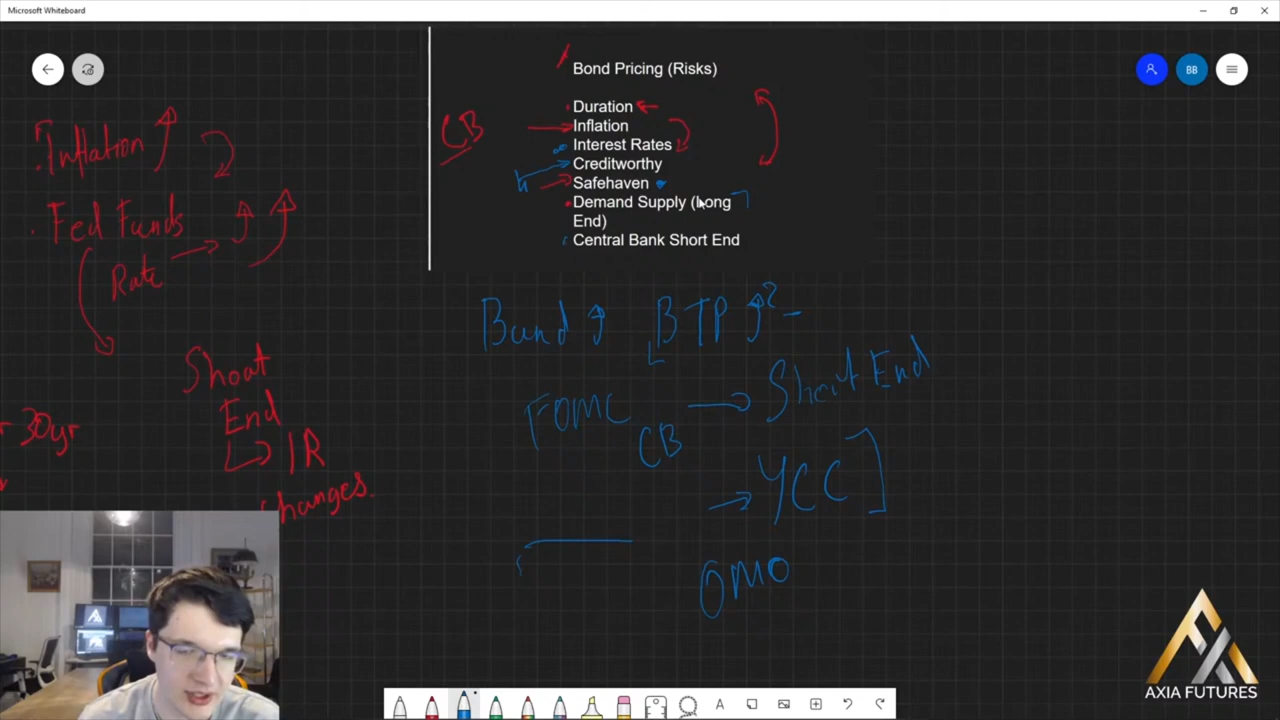 Microsoft Whiteboard
BB
Bond Pricing (Risks)
Duration
Inflation
Interest Rates
Creditworthy
Safehaven
Demand Supply (Long
End)
Central Bank Short End
CB
Inflation
Fed Funds
Rate
Short
End
IR
changes.
30yr
Bund BTP
FOMC
CB
Short End
YCC
OMO
A
AXIA FUTURES